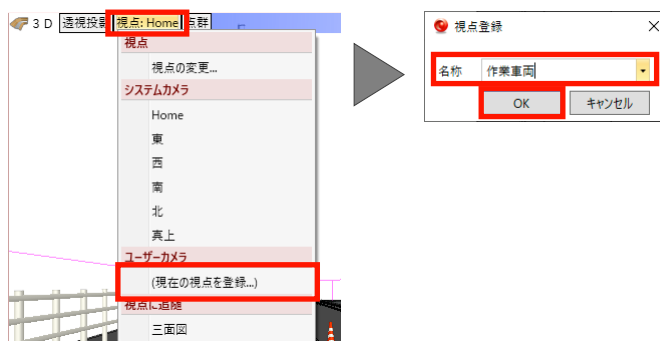 3 D 透視投影 視点: Home 点群
視点
視点の変更...
システムカメラ
Home
東
西
南
北
真上
ユーザーカメラ
(現在の視点を登録...)
視点に追随
三面図
視点登録
名称 作業車両
OK キャンセル